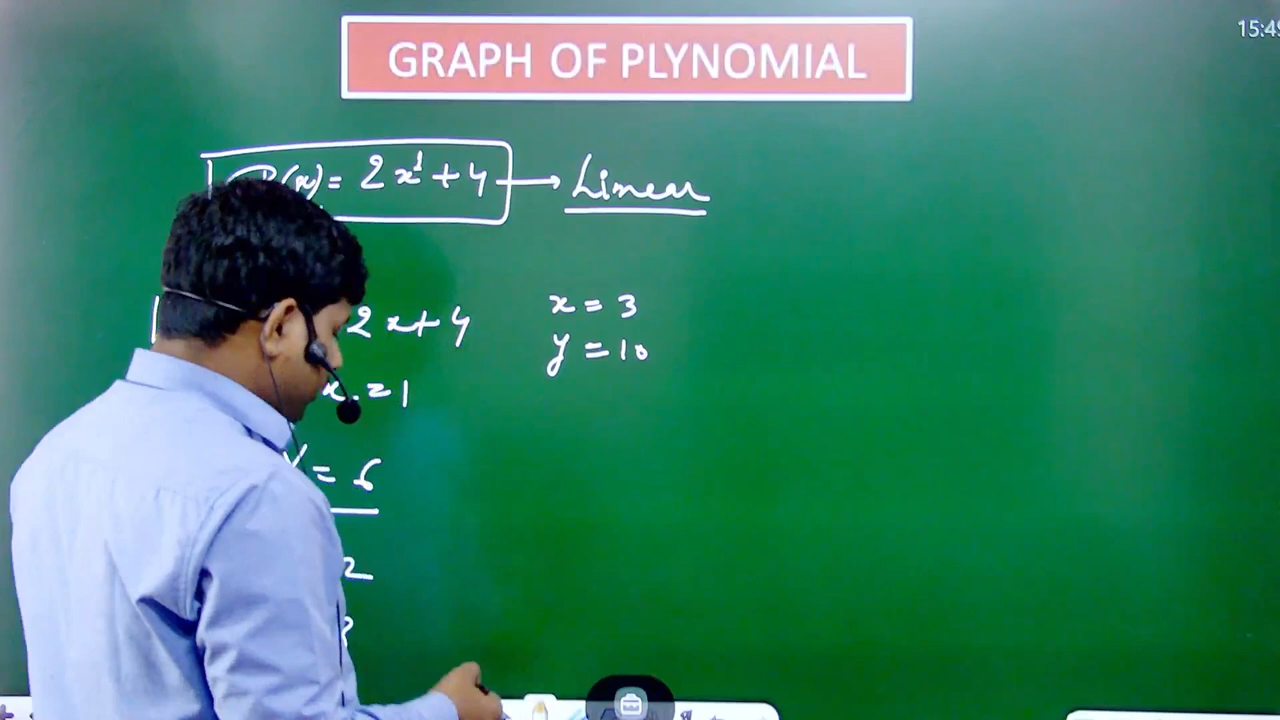 GRAPH OF PLYNOMIAL
15:49
(x) = 2x¹ + 4 → Linear
2x + 4
x = 3
y = 10
x = 1
y = 6
2